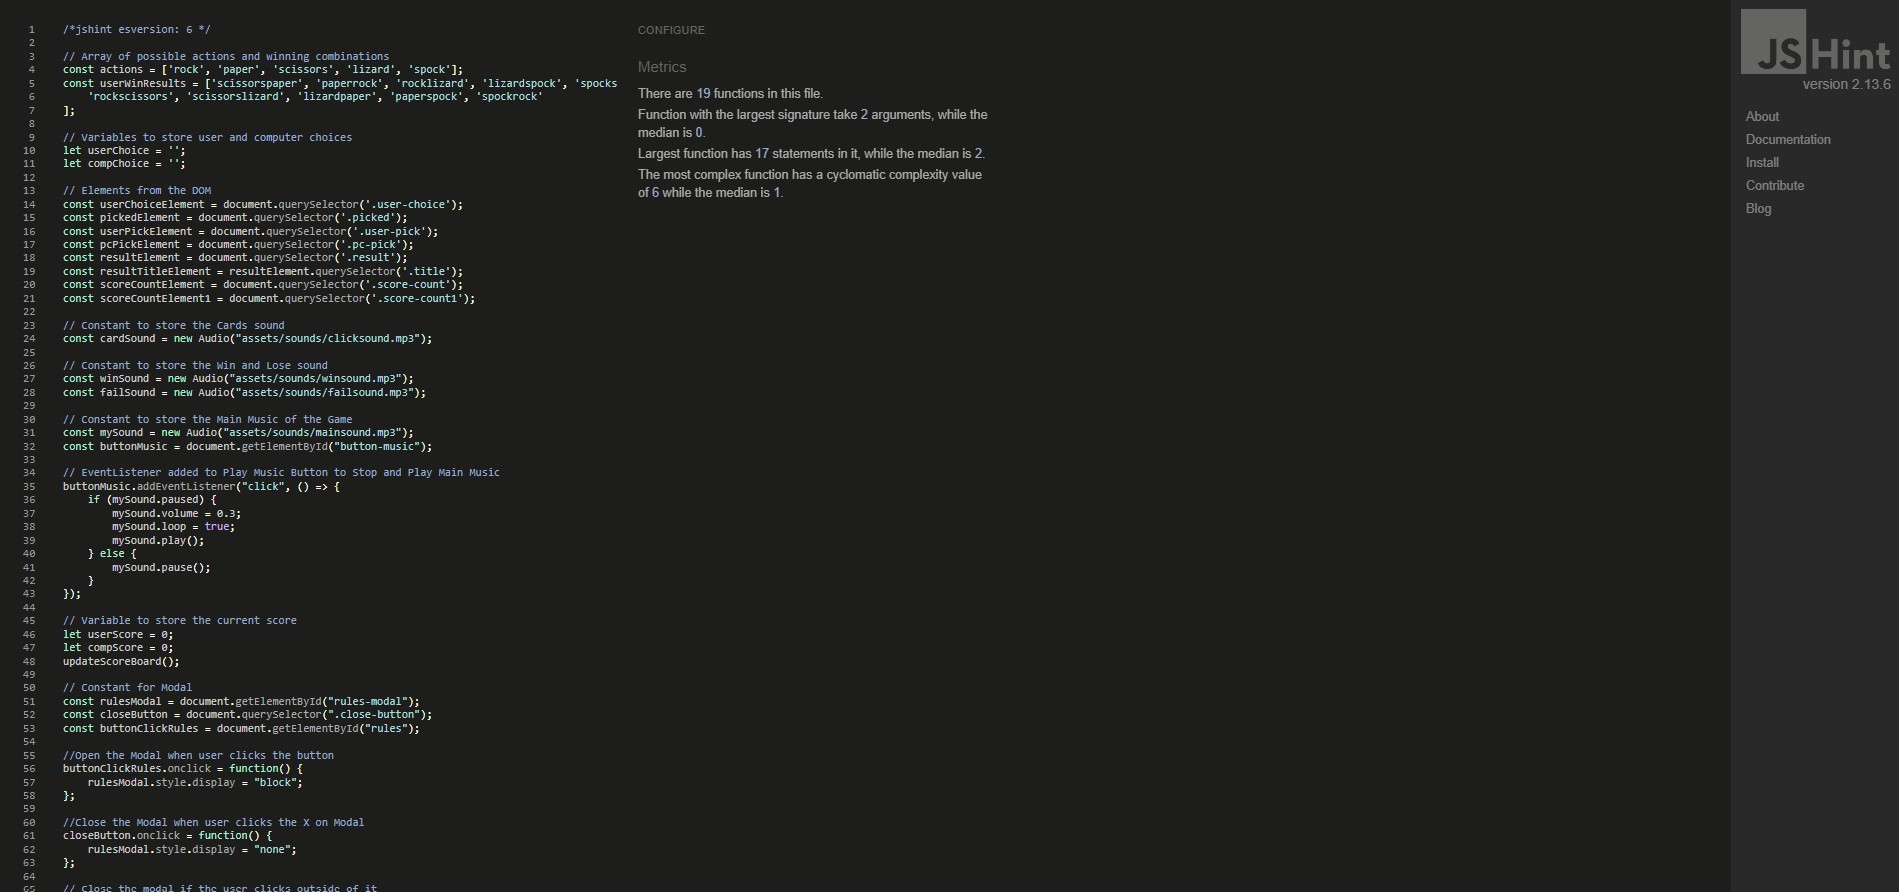 1 /*jshint esversion: 6 */
2
3 // Array of possible actions and winning combinations
4 const actions = ['rock', 'paper', 'scissors', 'lizard', 'spock'];
5 const userWinResults = ['scissorspaper', 'paperrock', 'rocklizard', 'lizardspock', 'spocks
6 'rockscissors', 'scissorslizard', 'lizardpaper', 'paperspock', 'spockrock'
7 ];
8
9 // Variables to store user and computer choices
10 let userChoice = '';
11 let compChoice = '';
12
13 // Elements from the DOM
14 const userChoiceElement = document.querySelector('.user-choice');
15 const pickedElement = document.querySelector('.picked');
16 const userPickElement = document.querySelector('.user-pick');
17 const pcPickElement = document.querySelector('.pc-pick');
18 const resultElement = document.querySelector('.result');
19 const resultTitleElement = resultElement.querySelector('.title');
20 const scoreCountElement = document.querySelector('.score-count');
21 const scoreCountElement1 = document.querySelector('.score-count1');
22
23 // Constant to store the Cards sound
24 const cardSound = new Audio("assets/sounds/clicksound.mp3");
25
26 // Constant to store the Win and Lose sound
27 const winSound = new Audio("assets/sounds/winsound.mp3");
28 const failSound = new Audio("assets/sounds/failsound.mp3");
29
30 // Constant to store the Main Music of the Game
31 const mySound = new Audio("assets/sounds/mainsound.mp3");
32 const buttonMusic = document.getElementById("button-music");
33
34 // EventListener added to Play Music Button to Stop and Play Main Music
35 buttonMusic.addEventListener("click", () => {
36 if (mySound.paused) {
37 mySound.volume = 0.3;
38 mySound.loop = true;
39 mySound.play();
40 } else {
41 mySound.pause();
42 }
43 });
44
45 // Variable to store the current score
46 let userScore = 0;
47 let compScore = 0;
48 updateScoreBoard();
49
50 // Constant for Modal
51 const rulesModal = document.getElementById("rules-modal");
52 const closeButton = document.querySelector(".close-button");
53 const buttonClickRules = document.getElementById("rules");
54
55 //Open the Modal when user clicks the button
56 buttonClickRules.onclick = function() {
57 rulesModal.style.display = "block";
58 };
59
60 //Close the Modal when user clicks the X on Modal
61 closeButton.onclick = function() {
62 rulesModal.style.display = "none";
63 };
64
65 // Close the modal if the user clicks outside of it
CONFIGURE
Metrics
There are 19 functions in this file.
Function with the largest signature take 2 arguments, while the
median is 0.
Largest function has 17 statements in it, while the median is 2.
The most complex function has a cyclomatic complexity value
of 6 while the median is 1.
JSHint
version 2.13.6
About
Documentation
Install
Contribute
Blog